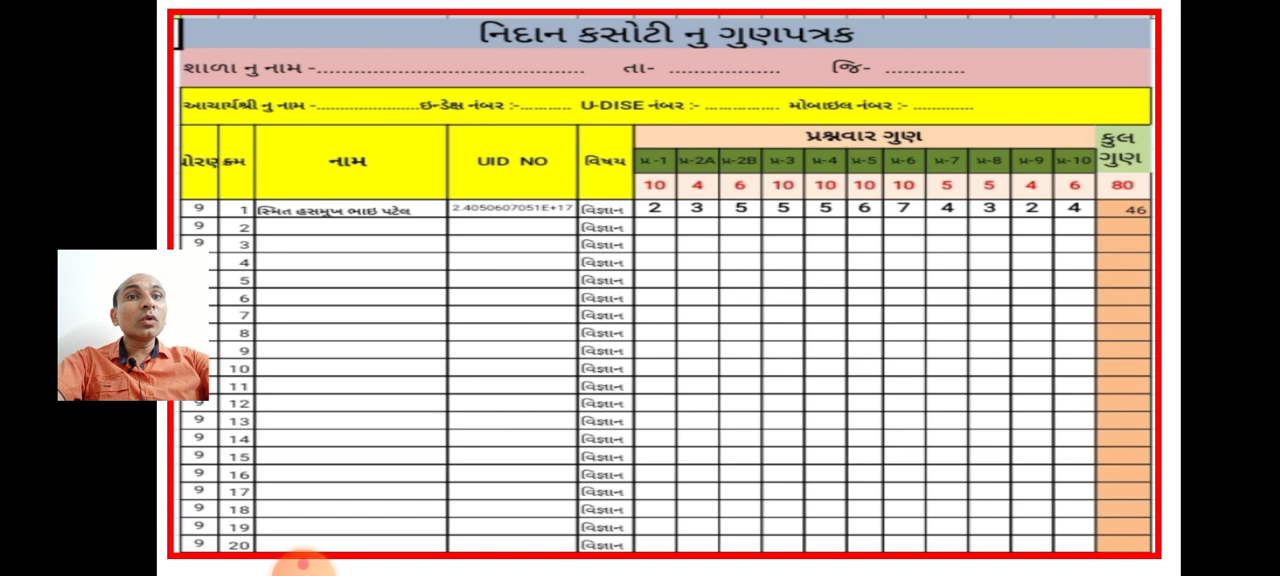 નિદાન કસોટી નુ ગુણપત્રક
શાળા નુ નામ -............................................ તા- .................. જિ- .............
આચાર્યશ્રી નુ નામ -.....................ઇન્ડેક્ષ નંબર :-........... U-DISE નંબર :- ................ મોબાઇલ નંબર :- .............
ધોરણ ક્રમ નામ UID NO વિષય પ્રશ્નવાર ગુણ કુલ ગુણ
પ્ર -1 પ્ર-2A પ્ર-2B પ્ર-3 પ્ર-4 પ્ર-5 પ્ર-6 પ્ર-7 પ્ર-8 પ્ર-9 પ્ર-10
10 4 6 10 10 10 10 5 5 4 6 80
9 1 સ્મિત હસમુખ ભાઇ પટેલ 2.4050607051E+17 વિજ્ઞાન 2 3 5 5 5 6 7 4 3 2 4 46
9 2 વિજ્ઞાન
9 3 વિજ્ઞાન
4 વિજ્ઞાન
5 વિજ્ઞાન
6 વિજ્ઞાન
7 વિજ્ઞાન
8 વિજ્ઞાન
9 વિજ્ઞાન
10 વિજ્ઞાન
11 વિજ્ઞાન
9 12 વિજ્ઞાન
9 13 વિજ્ઞાન
9 14 વિજ્ઞાન
9 15 વિજ્ઞાન
9 16 વિજ્ઞાન
9 17 વિજ્ઞાન
9 18 વિજ્ઞાન
9 19 વિજ્ઞાન
9 20 વિજ્ઞાન